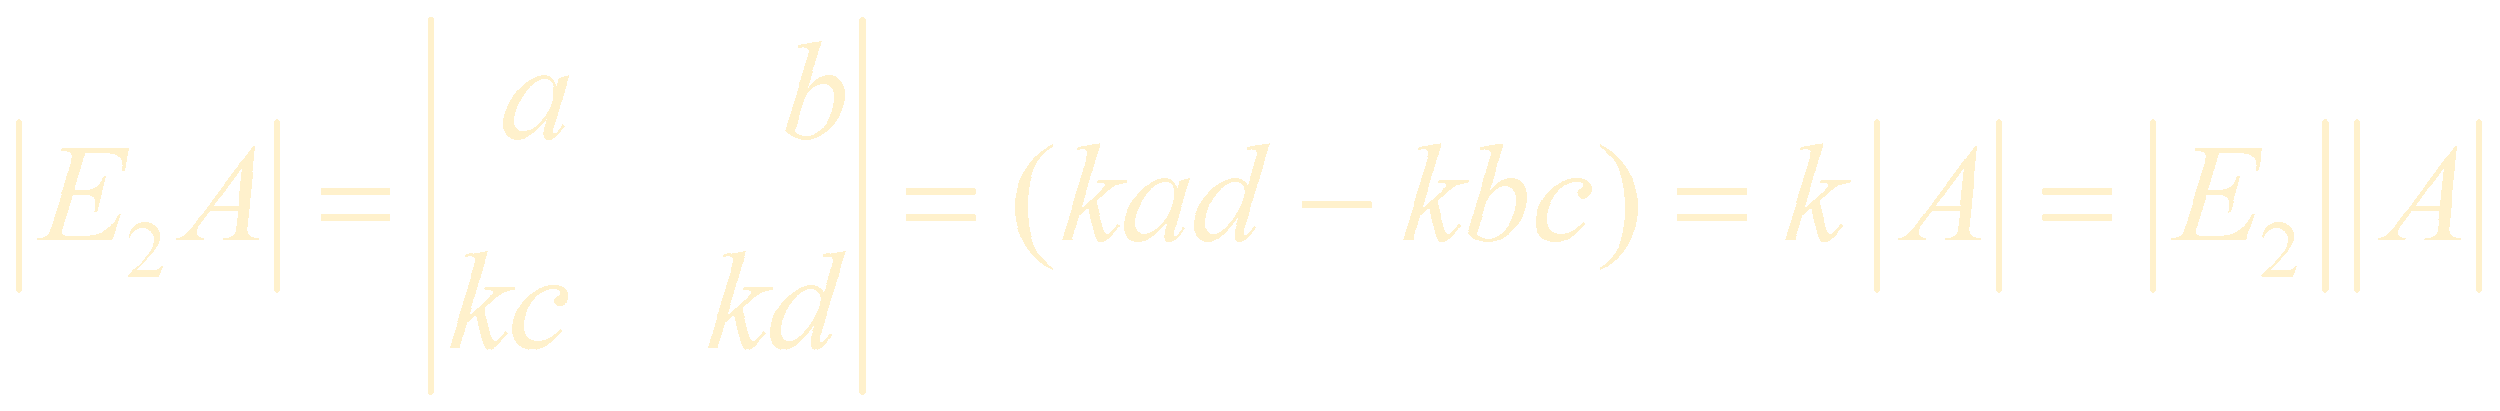 |E₂A| = | a b ; kc kd | = (kad − kbc) = k|A| = |E₂||A|